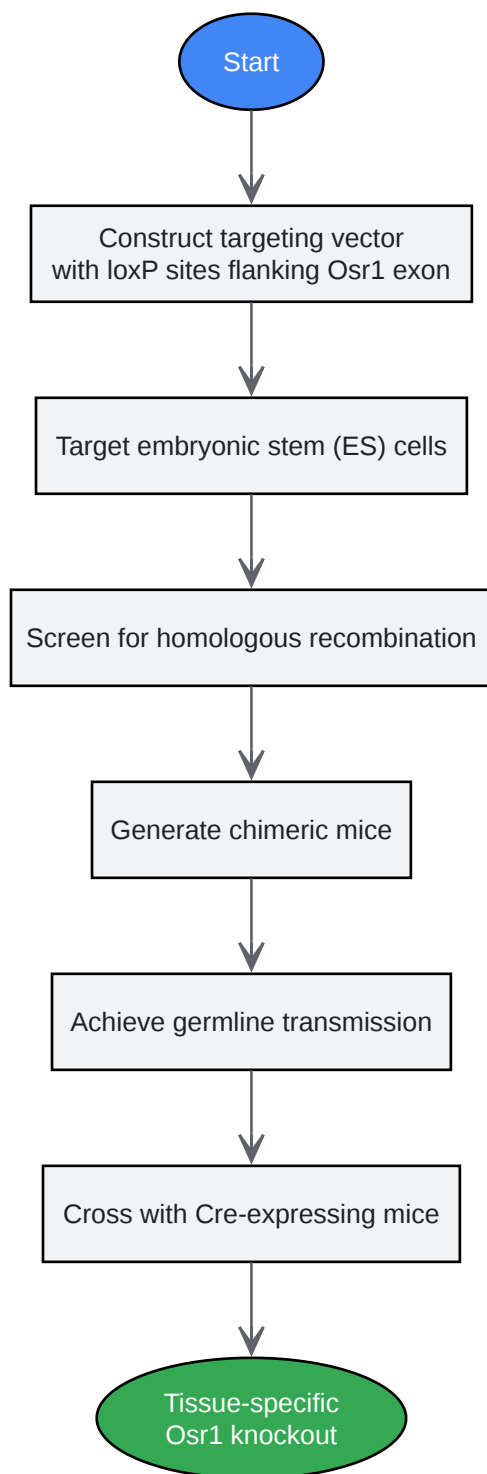 Start
Construct targeting vector
with loxP sites flanking Osr1 exon
Target embryonic stem (ES) cells
Screen for homologous recombination
Generate chimeric mice
Achieve germline transmission
Cross with Cre-expressing mice
Tissue-specific
Osr1 knockout